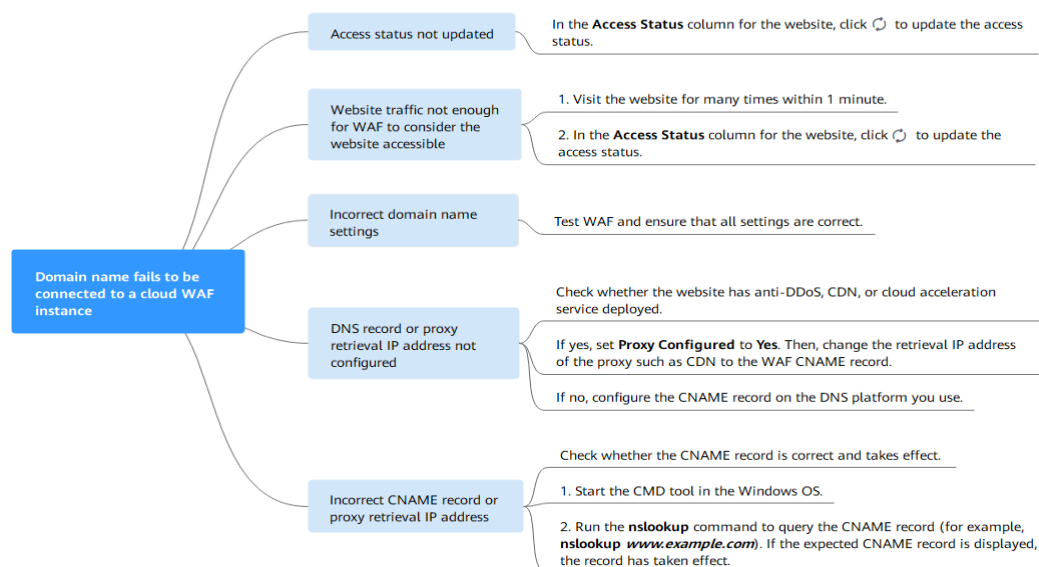 Domain name fails to be
connected to a cloud WAF
instance
Access status not updated
In the Access Status column for the website, click to update the access
status.
Website traffic not enough
for WAF to consider the
website accessible
1. Visit the website for many times within 1 minute.
2. In the Access Status column for the website, click to update the
access status.
Incorrect domain name
settings
Test WAF and ensure that all settings are correct.
DNS record or proxy
retrieval IP address not
configured
Check whether the website has anti-DDoS, CDN, or cloud acceleration
service deployed.
If yes, set Proxy Configured to Yes. Then, change the retrieval IP address
of the proxy such as CDN to the WAF CNAME record.
If no, configure the CNAME record on the DNS platform you use.
Incorrect CNAME record or
proxy retrieval IP address
Check whether the CNAME record is correct and takes effect.
1. Start the CMD tool in the Windows OS.
2. Run the nslookup command to query the CNAME record (for example,
nslookup www.example.com). If the expected CNAME record is displayed,
the record has taken effect.